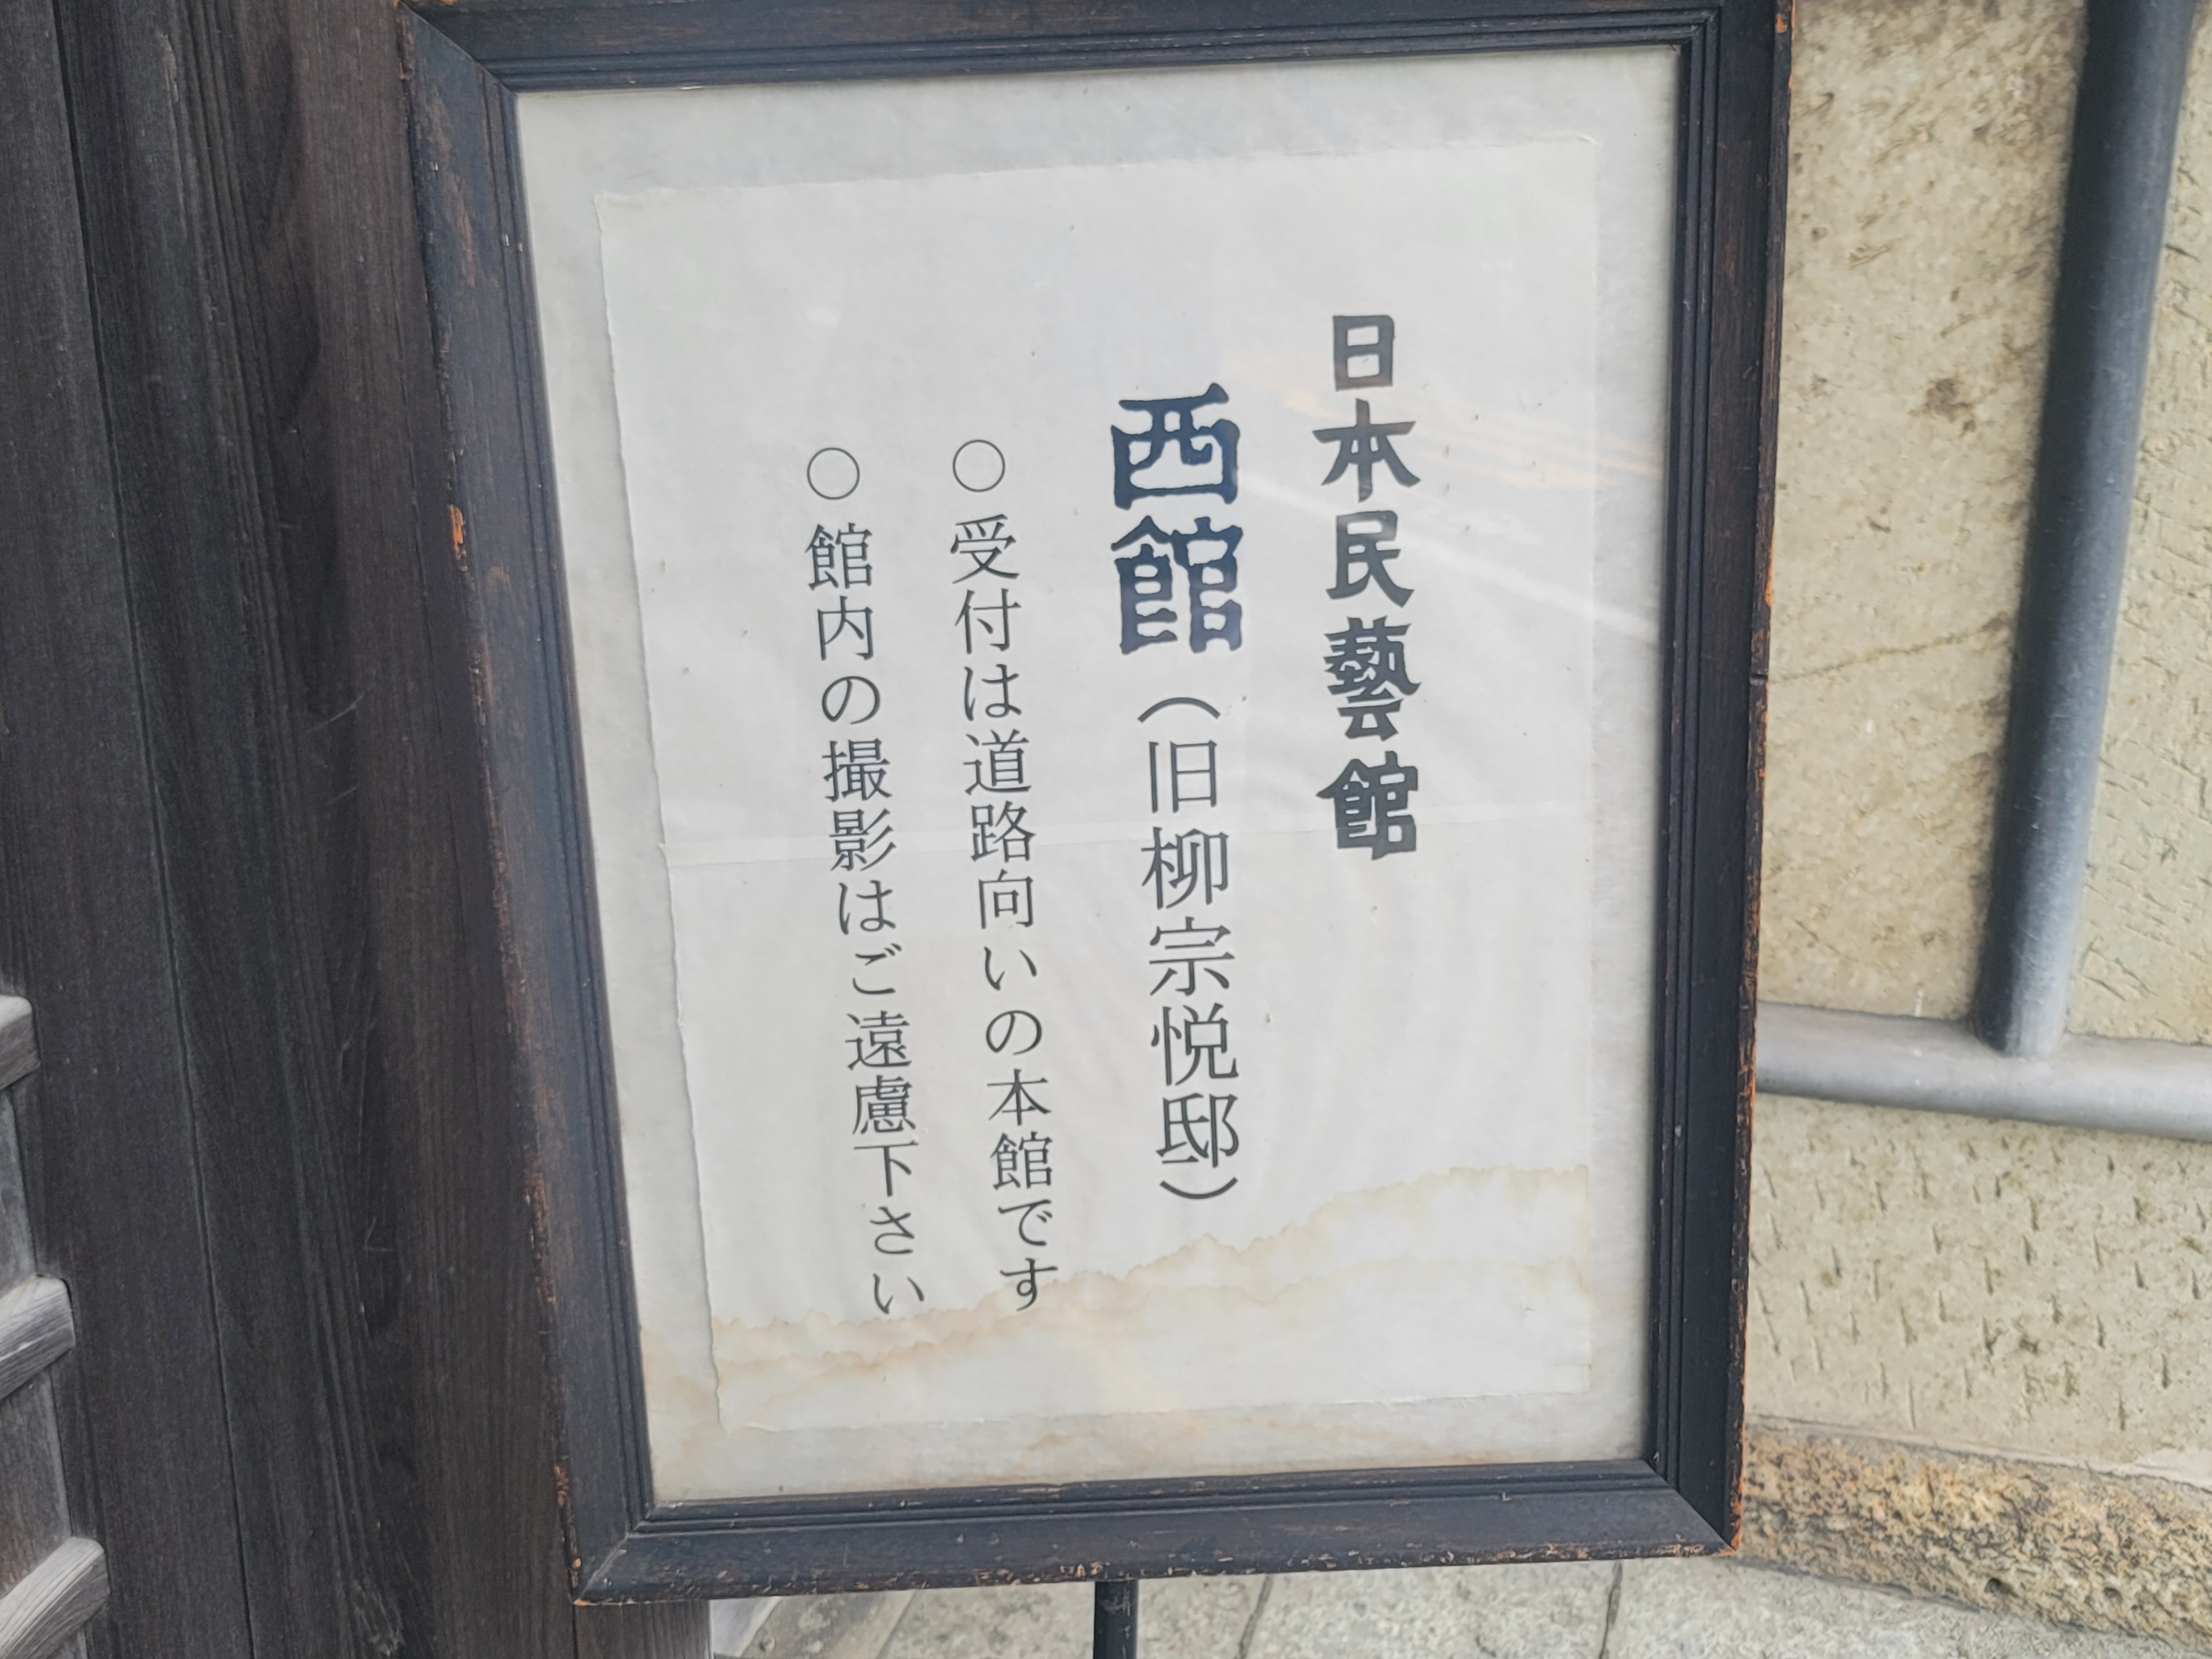 日本民藝館
西館（旧柳宗悦邸）
○受付は道路向いの本館です
○館内の撮影はご遠慮下さい